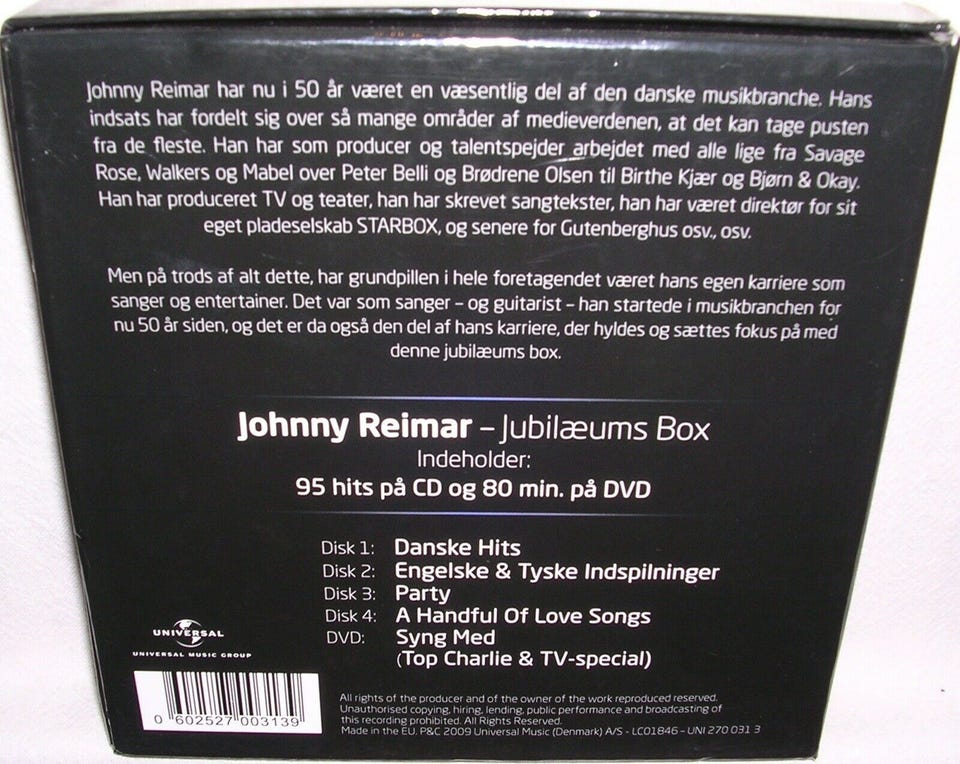 Johnny Reimar har nu i 50 år været en væsentlig del af den danske musikbranche. Hans
indsats har fordelt sig over så mange områder af medieverdenen, at det kan tage pusten
fra de fleste. Han har som producer og talentspejder arbejdet med alle lige fra Savage
Rose, Walkers og Mabel over Peter Belli og Brødrene Olsen til Birthe Kjær og Bjørn & Okay.
Han har produceret TV og teater, han har skrevet sangtekster, han har været direktør for sit
eget pladeselskab STARBOX, og senere for Gutenberghus osv., osv.
Men på trods af alt dette, har grundpillen i hele foretagendet været hans egen karriere som
sanger og entertainer. Det var som sanger – og guitarist – han startede i musikbranchen for
nu 50 år siden, og det er da også den del af hans karriere, der hyldes og sættes fokus på med
denne jubilæums box.
Johnny Reimar – Jubilæums Box
Indeholder:
95 hits på CD og 80 min. på DVD
Disk 1: Danske Hits
Disk 2: Engelske & Tyske Indspilninger
Disk 3: Party
Disk 4: A Handful Of Love Songs
DVD: Syng Med
(Top Charlie & TV-special)
UNIVERSAL
UNIVERSAL MUSIC GROUP
0 602527 003139
All rights of the producer and of the owner of the work reproduced reserved.
Unauthorised copying, hiring, lending, public performance and broadcasting of
this recording prohibited. All Rights Reserved.
Made in the EU. P&C 2009 Universal Music (Denmark) A/S - LC01846 – UNI 270 031 3